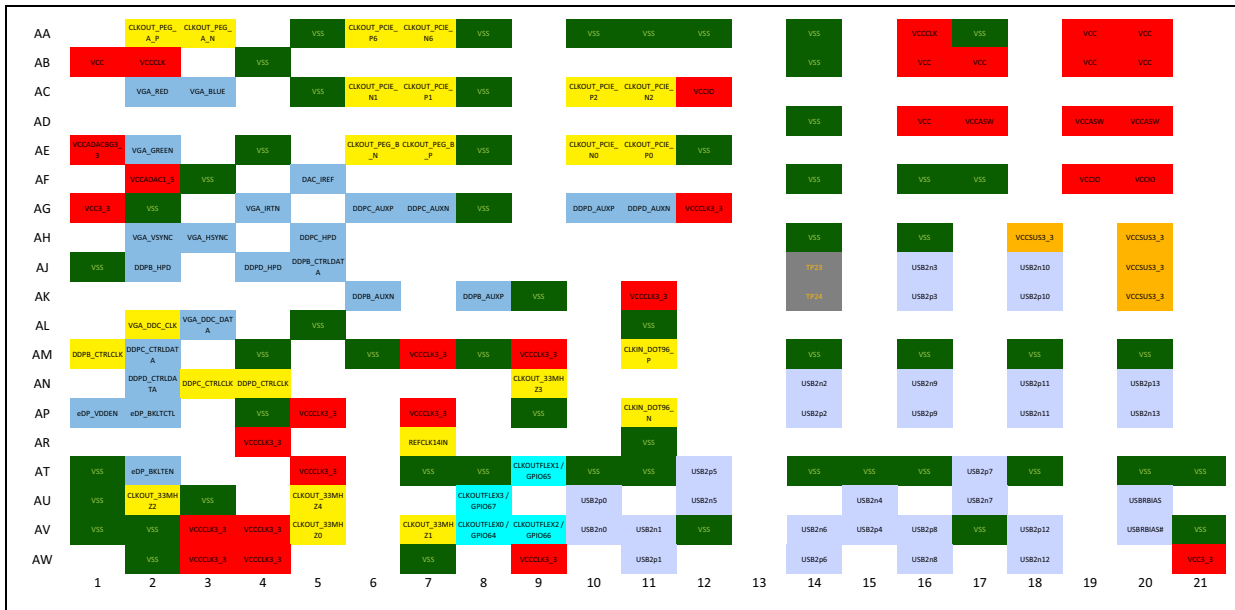 AA CLKOUT_PEG_A_P CLKOUT_PEG_A_N VSS CLKOUT_PCIE_P6 CLKOUT_PCIE_N6 VSS VSS VSS VSS VSS VCCCLK VSS VCC VCC
AB VCC VCCCLK VSS VSS VCC VCC VCC VCC
AC VGA_RED VGA_BLUE VSS CLKOUT_PCIE_N1 CLKOUT_PCIE_P1 VSS CLKOUT_PCIE_P2 CLKOUT_PCIE_N2 VCCIO
AD VSS VCC VCCASW VCCASW VCCASW
AE VCCADACBG3_3 VGA_GREEN VSS CLKOUT_PEG_B_N CLKOUT_PEG_B_P VSS CLKOUT_PCIE_N0 CLKOUT_PCIE_P0 VSS
AF VCCADAC1_5 VSS DAC_IREF VSS VSS VSS VCCIO VCCIO
AG VCC3_3 VSS VGA_IRTN DDPC_AUXP DDPC_AUXN VSS DDPD_AUXP DDPD_AUXN VCCCLK3_3
AH VGA_VSYNC VGA_HSYNC DDPC_HPD VSS VSS VCCSUS3_3 VCCSUS3_3
AJ VSS DDPB_HPD DDPD_HPD DDPB_CTRLDATA TP23 USB2n3 USB2n10 VCCSUS3_3
AK DDPB_AUXN DDPB_AUXP VSS VCCCLK3_3 TP24 USB2p3 USB2p10 VCCSUS3_3
AL VGA_DDC_CLK VGA_DDC_DATA VSS VSS
AM DDPB_CTRLCLK DDPC_CTRLDATA VSS VSS VCCCLK3_3 VSS VCCCLK3_3 CLKIN_DOT96_P VSS VSS VSS VSS
AN DDPD_CTRLDATA DDPC_CTRLCLK DDPD_CTRLCLK CLKOUT_33MHZ3 USB2n2 USB2n9 USB2p11 USB2p13
AP eDP_VDDEN eDP_BKLTCTL VSS VCCCLK3_3 VCCCLK3_3 VSS CLKIN_DOT96_N USB2p2 USB2p9 USB2n11 USB2n13
AR VCCCLK3_3 REFCLK14IN VSS
AT VSS eDP_BKLTEN VCCCLK3_3 VSS VSS CLKOUTFLEX1 / GPIO65 VSS VSS USB2p5 VSS VSS VSS USB2p7 VSS VSS VSS
AU VSS CLKOUT_33MHZ2 VSS CLKOUT_33MHZ4 CLKOUTFLEX3 / GPIO67 USB2p0 USB2n5 USB2n4 USB2n7 USBRBIAS
AV VSS VSS VCCCLK3_3 VCCCLK3_3 CLKOUT_33MHZ0 CLKOUT_33MHZ1 CLKOUTFLEX0 / GPIO64 CLKOUTFLEX2 / GPIO66 USB2n0 USB2n1 VSS USB2n6 USB2p4 USB2p8 VSS USB2p12 USBRBIAS# VSS
AW VSS VCCCLK3_3 VCCCLK3_3 VSS VCCCLK3_3 USB2p1 USB2p6 USB2n8 USB2n12 VCC3_3
1 2 3 4 5 6 7 8 9 10 11 12 13 14 15 16 17 18 19 20 21